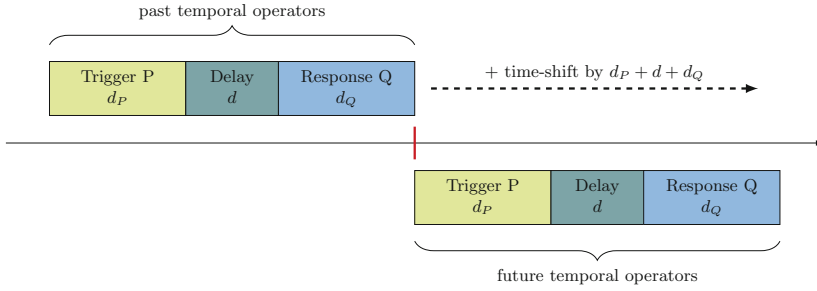 past temporal operators
Trigger P Delay Response Q
d_P d d_Q
+ time-shift by d_P + d + d_Q
Trigger P Delay Response Q
d_P d d_Q
future temporal operators